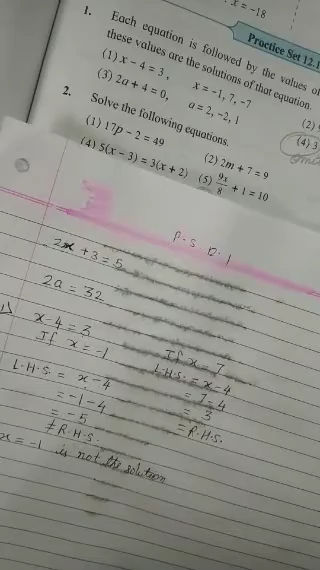 x = -18
Practice Set 12.1
1. Each equation is followed by the values of
these values are the solutions of that equation.
(1) x - 4 = 3, x = -1, 7, -7 (2)
(3) 2a + 4 = 0, a = 2, -2, 1 (4) 3
2. Solve the following equations.
(1) 17p - 2 = 49 (2) 2m + 7 = 9
(4) 5(x - 3) = 3(x + 2) (5) 9x/8 + 1 = 10
P. S. 12. 1
2x + 3 = 5
2a = 32
1) x - 4 = 3
If x = -1
L.H.S. = x - 4
= -1 - 4
= -5
≠ R.H.S.
x = -1 is not the solution
If x = 7
L.H.S. = x - 4
= 7 - 4
= 3
= R.H.S.